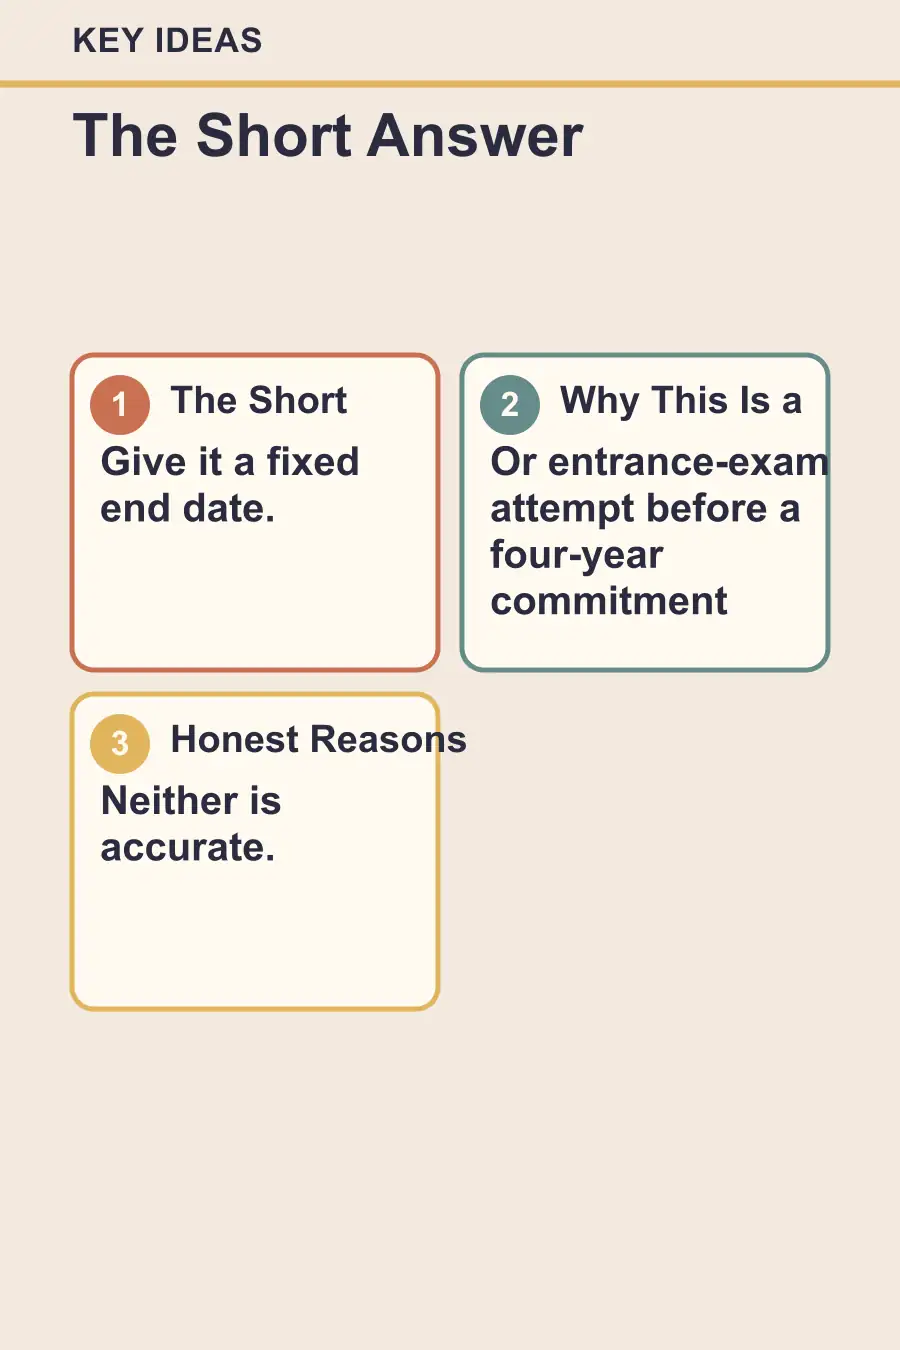 KEY IDEAS
The Short Answer
1 The Short
Give it a fixed
end date.
2 Why This Is a
Or entrance-exam
attempt before a
four-year
commitment
3 Honest Reasons
Neither is
accurate.